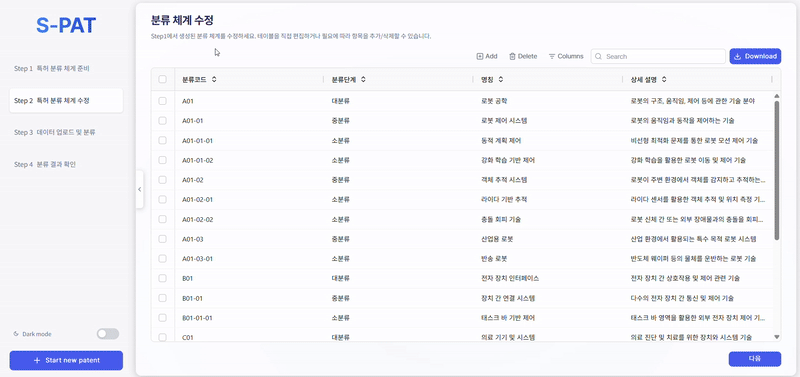 S-PAT
Step 1 특허 분류 체계 준비
Step 2 특허 분류 체계 수정
Step 3 데이터 업로드 및 분류
Step 4 분류 결과 확인
Dark mode
+ Start new patent
분류 체계 수정
Step1에서 생성된 분류 체계를 수정하세요. 테이블을 직접 편집하거나 필요에 따라 항목을 추가/삭제할 수 있습니다.
Add Delete Columns Search Download
분류코드 분류단계 명칭 상세 설명
A01 대분류 로봇 공학 로봇의 구조, 움직임, 제어 등에 관한 기술 분야
A01-01 중분류 로봇 제어 시스템 로봇의 움직임과 동작을 제어하는 기술
A01-01-01 소분류 동적 계획 제어 비선형 최적화 문제를 통한 로봇 모션 제어 기술
A01-01-02 소분류 강화 학습 기반 제어 강화 학습을 활용한 로봇 이동 및 제어 기술
A01-02 중분류 객체 추적 시스템 로봇이 주변 환경에서 객체를 감지하고 추적하는...
A01-02-01 소분류 라이다 기반 추적 라이다 센서를 활용한 객체 추적 및 위치 측정 기...
A01-02-02 소분류 충돌 회피 기술 로봇 신체 간 또는 외부 장애물과의 충돌을 회피...
A01-03 중분류 산업용 로봇 산업 환경에서 활용되는 특수 목적 로봇 시스템
A01-03-01 소분류 반송 로봇 반도체 웨이퍼 등의 물체를 운반하는 로봇 기술
B01 대분류 전자 장치 인터페이스 전자 장치 간 상호작용 및 제어 관련 기술
B01-01 중분류 장치 간 연결 시스템 다수의 전자 장치 간 통신 및 제어 기술
B01-01-01 소분류 태스크 바 기반 제어 태스크 바 영역을 활용한 외부 전자 장치 제어 기...
C01 대분류 의료 기기 및 시스템 의료 진단 및 치료를 위한 장치와 시스템 기술
다음